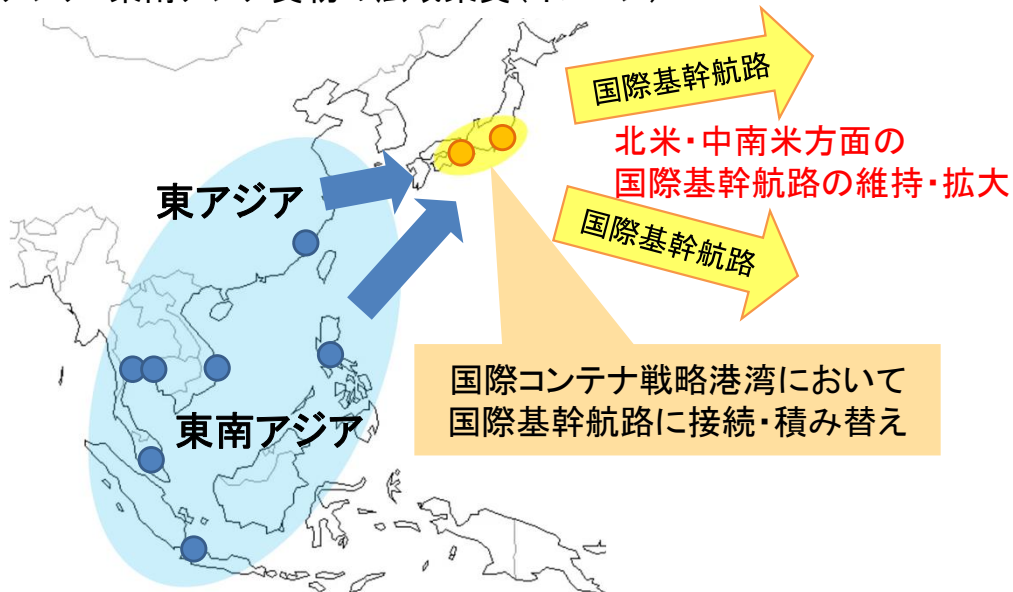 国際基幹航路
北米・中南米方面の
国際基幹航路の維持・拡大
東アジア
国際基幹航路
国際コンテナ戦略港湾において
国際基幹航路に接続・積み替え
東南アジア